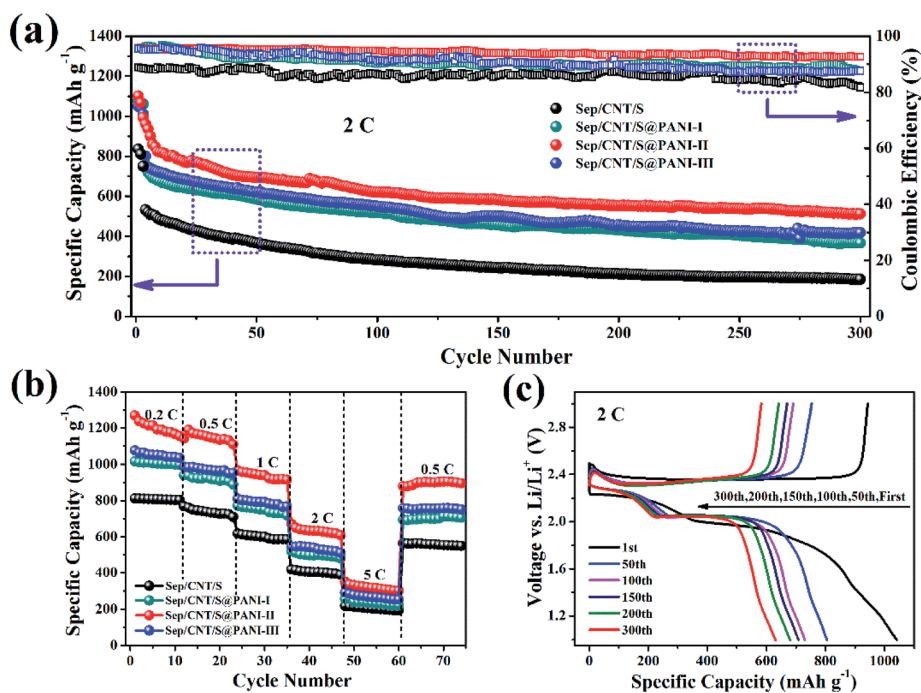 (a)
1400
1200
1000
800
600
400
200
0
Specific Capacity (mAh g⁻¹)
100
80
60
40
20
0
Coulombic Efficiency (%)
2 C
Sep/CNT/S
Sep/CNT/S@PANI-I
Sep/CNT/S@PANI-II
Sep/CNT/S@PANI-III
0 50 100 150 200 250 300
Cycle Number
(b)
1400
1200
1000
800
600
400
200
0
Specific Capacity (mAh g⁻¹)
0.2 C
0.5 C
1 C
2 C
5 C
0.5 C
Sep/CNT/S
Sep/CNT/S@PANI-I
Sep/CNT/S@PANI-II
Sep/CNT/S@PANI-III
0 10 20 30 40 50 60 70
Cycle Number
(c)
2.8
2.4
2.0
1.6
1.2
Voltage vs. Li/Li⁺ (V)
2 C
300th,200th,150th,100th,50th,First
1st
50th
100th
150th
200th
300th
0 200 400 600 800 1000
Specific Capacity (mAh g⁻¹)